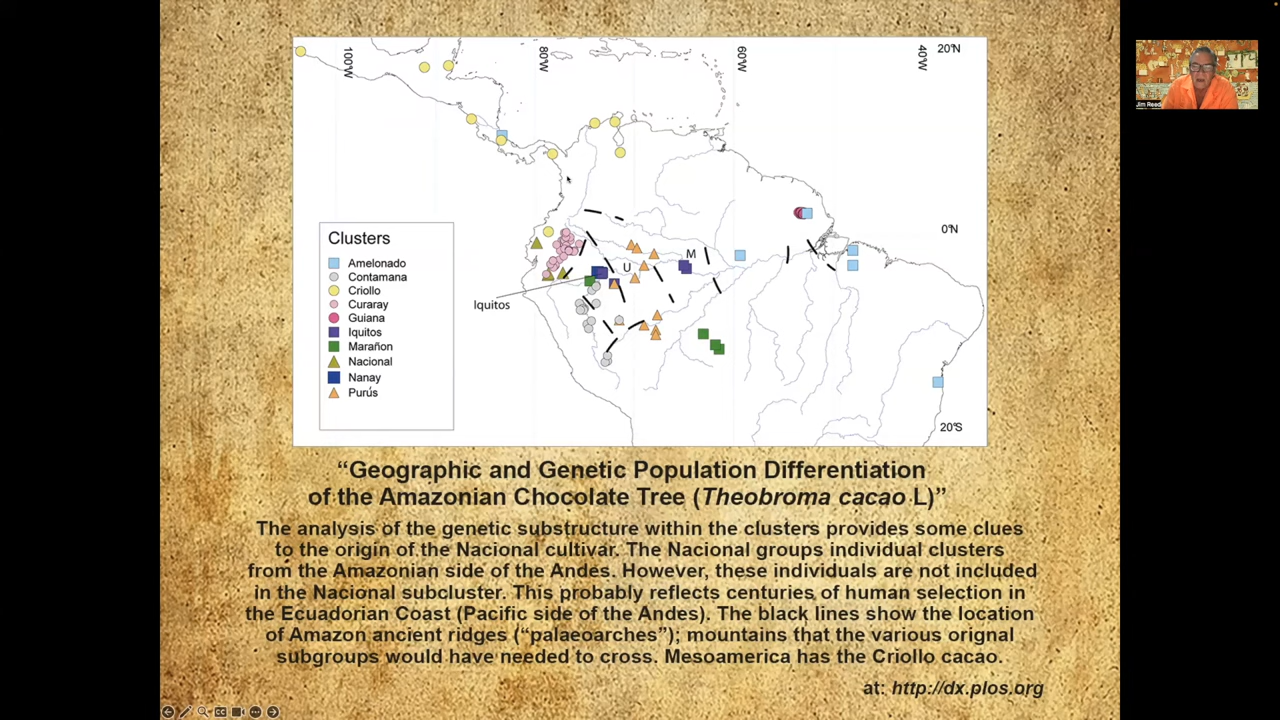 100°W
80°W
60°W
40°W
20°N
0°N
M
U
Iquitos
20°S
Clusters
Amelonado
Contamana
Criollo
Curaray
Guiana
Iquitos
Marañon
Nacional
Nanay
Purús
“Geographic and Genetic Population Differentiation
of the Amazonian Chocolate Tree (Theobroma cacao L)”
The analysis of the genetic substructure within the clusters provides some clues
to the origin of the Nacional cultivar. The Nacional groups individual clusters
from the Amazonian side of the Andes. However, these individuals are not included
in the Nacional subcluster. This probably reflects centuries of human selection in
the Ecuadorian Coast (Pacific side of the Andes). The black lines show the location
of Amazon ancient ridges (“palaeoarches”); mountains that the various orignal
subgroups would have needed to cross. Mesoamerica has the Criollo cacao.
at: http://dx.plos.org
Jim Reed